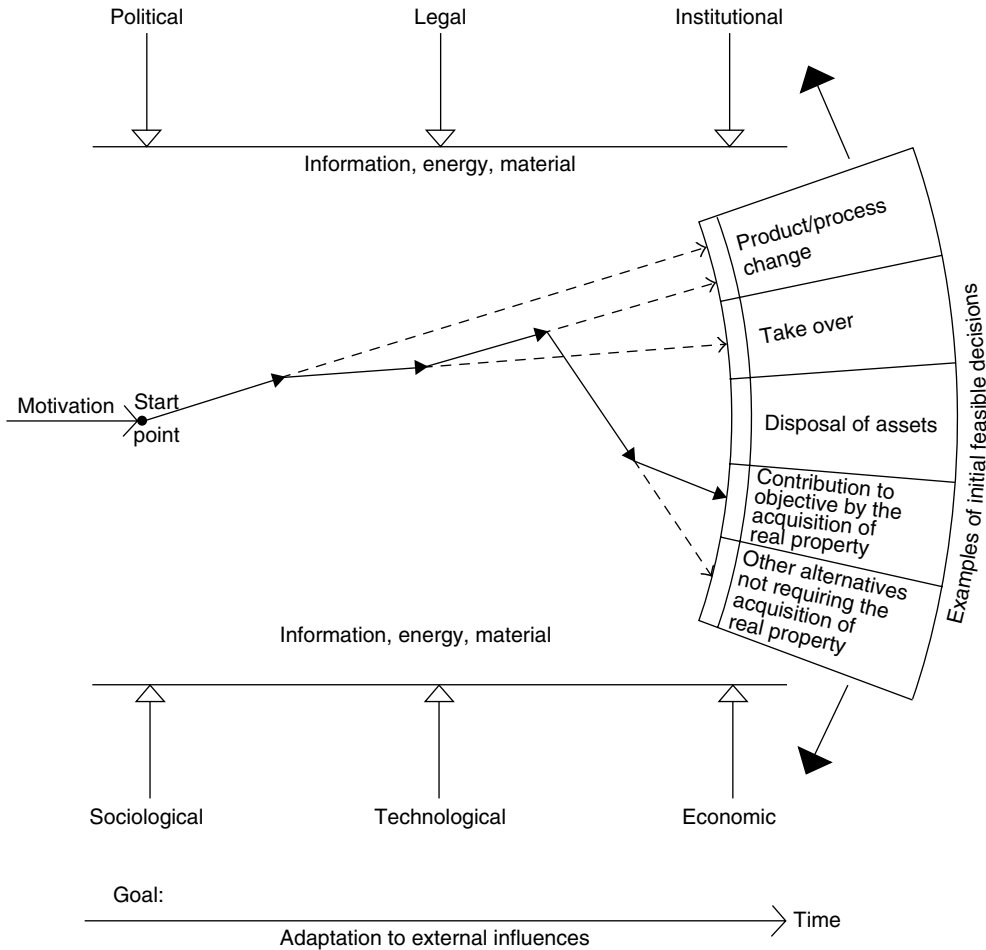 Political
Legal
Institutional
Information, energy, material
Product/process
change
Take over
Disposal of assets
Contribution to
objective by the
acquisition of
real property
Other alternatives
not requiring the
acquisition of
real property
Examples of initial feasible decisions
Motivation
Start
point
Information, energy, material
Sociological
Technological
Economic
Goal:
Time
Adaptation to external influences